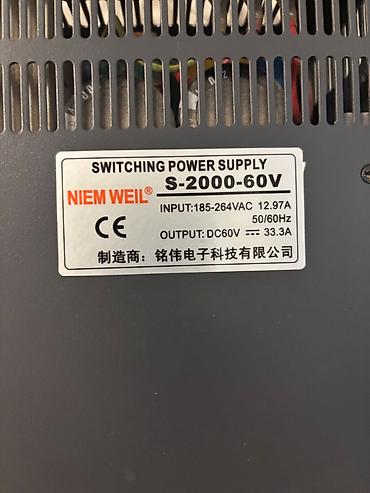 SWITCHING POWER SUPPLY
NIEM WEIL® S-2000-60V
INPUT:185-264VAC 12.97A
50/60Hz
CE OUTPUT:DC60V ⎓ 33.3A
制造商：铭伟电子科技有限公司